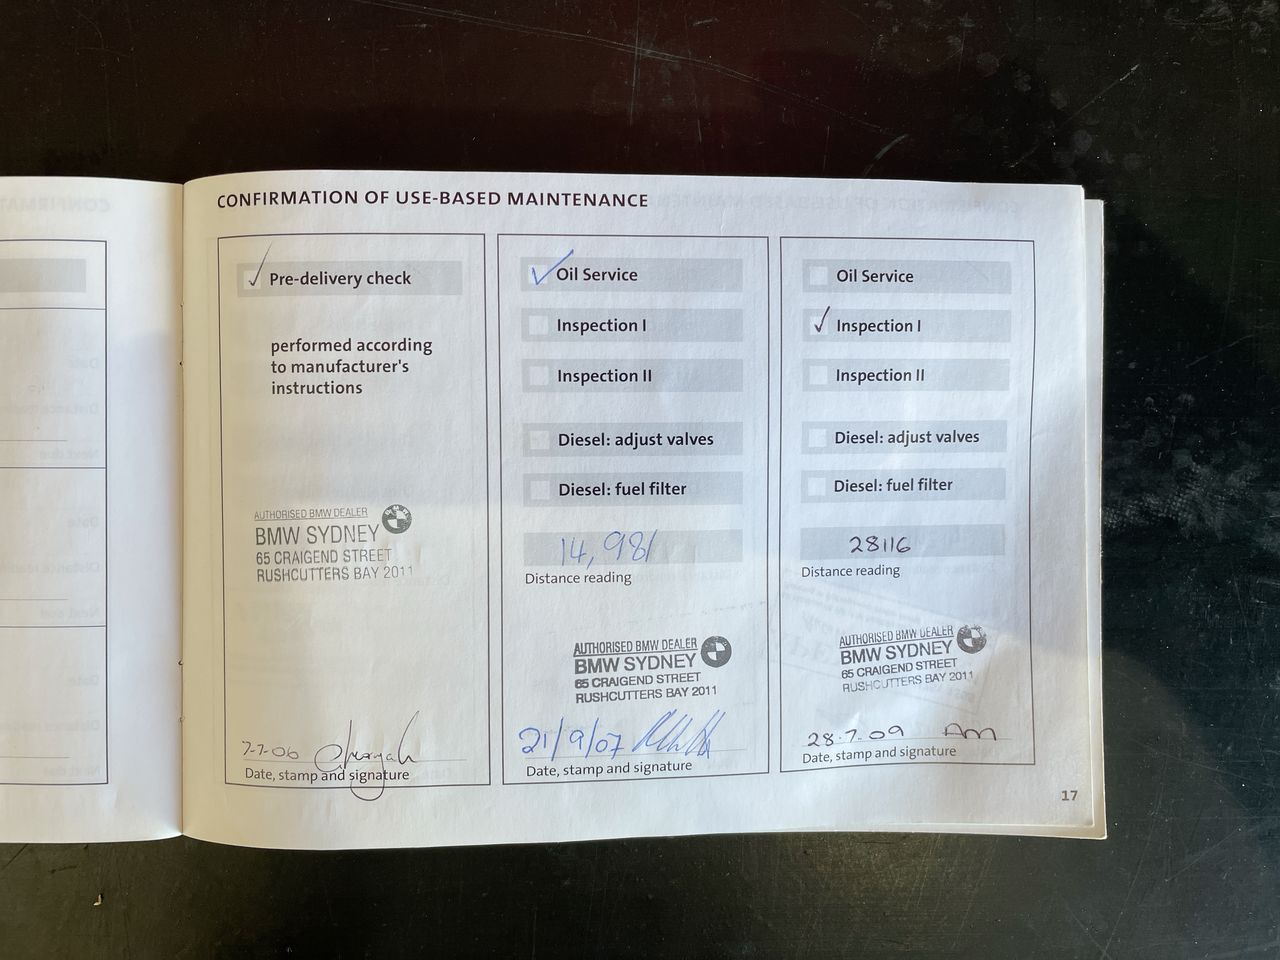 CONFIRMATION OF USE-BASED MAINTENANCE
Pre-delivery check
performed according
to manufacturer's
instructions
AUTHORISED BMW DEALER
BMW SYDNEY
65 CRAIGEND STREET
RUSHCUTTERS BAY 2011
7-7-06
Date, stamp and signature
Oil Service
Inspection I
Inspection II
Diesel: adjust valves
Diesel: fuel filter
14,981
Distance reading
AUTHORISED BMW DEALER
BMW SYDNEY
65 CRAIGEND STREET
RUSHCUTTERS BAY 2011
21/9/07
Date, stamp and signature
Oil Service
Inspection I
Inspection II
Diesel: adjust valves
Diesel: fuel filter
28116
Distance reading
AUTHORISED BMW DEALER
BMW SYDNEY
65 CRAIGEND STREET
RUSHCUTTERS BAY 2011
28.7.09 Am
Date, stamp and signature
17